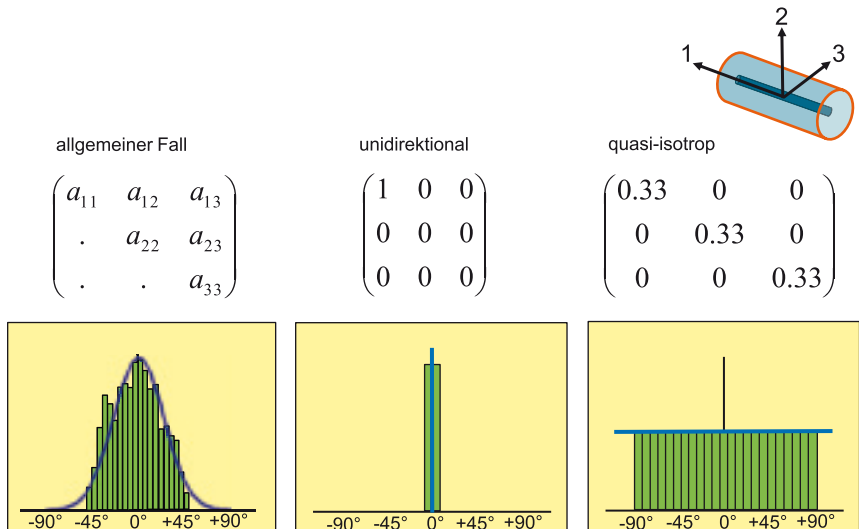 2
1
3
allgemeiner Fall
unidirektional
quasi-isotrop
a₁₁ a₁₂ a₁₃
. a₂₂ a₂₃
. . a₃₃
1 0 0
0 0 0
0 0 0
0.33 0 0
0 0.33 0
0 0 0.33
-90° -45° 0° +45° +90°
-90° -45° 0° +45° +90°
-90° -45° 0° +45° +90°